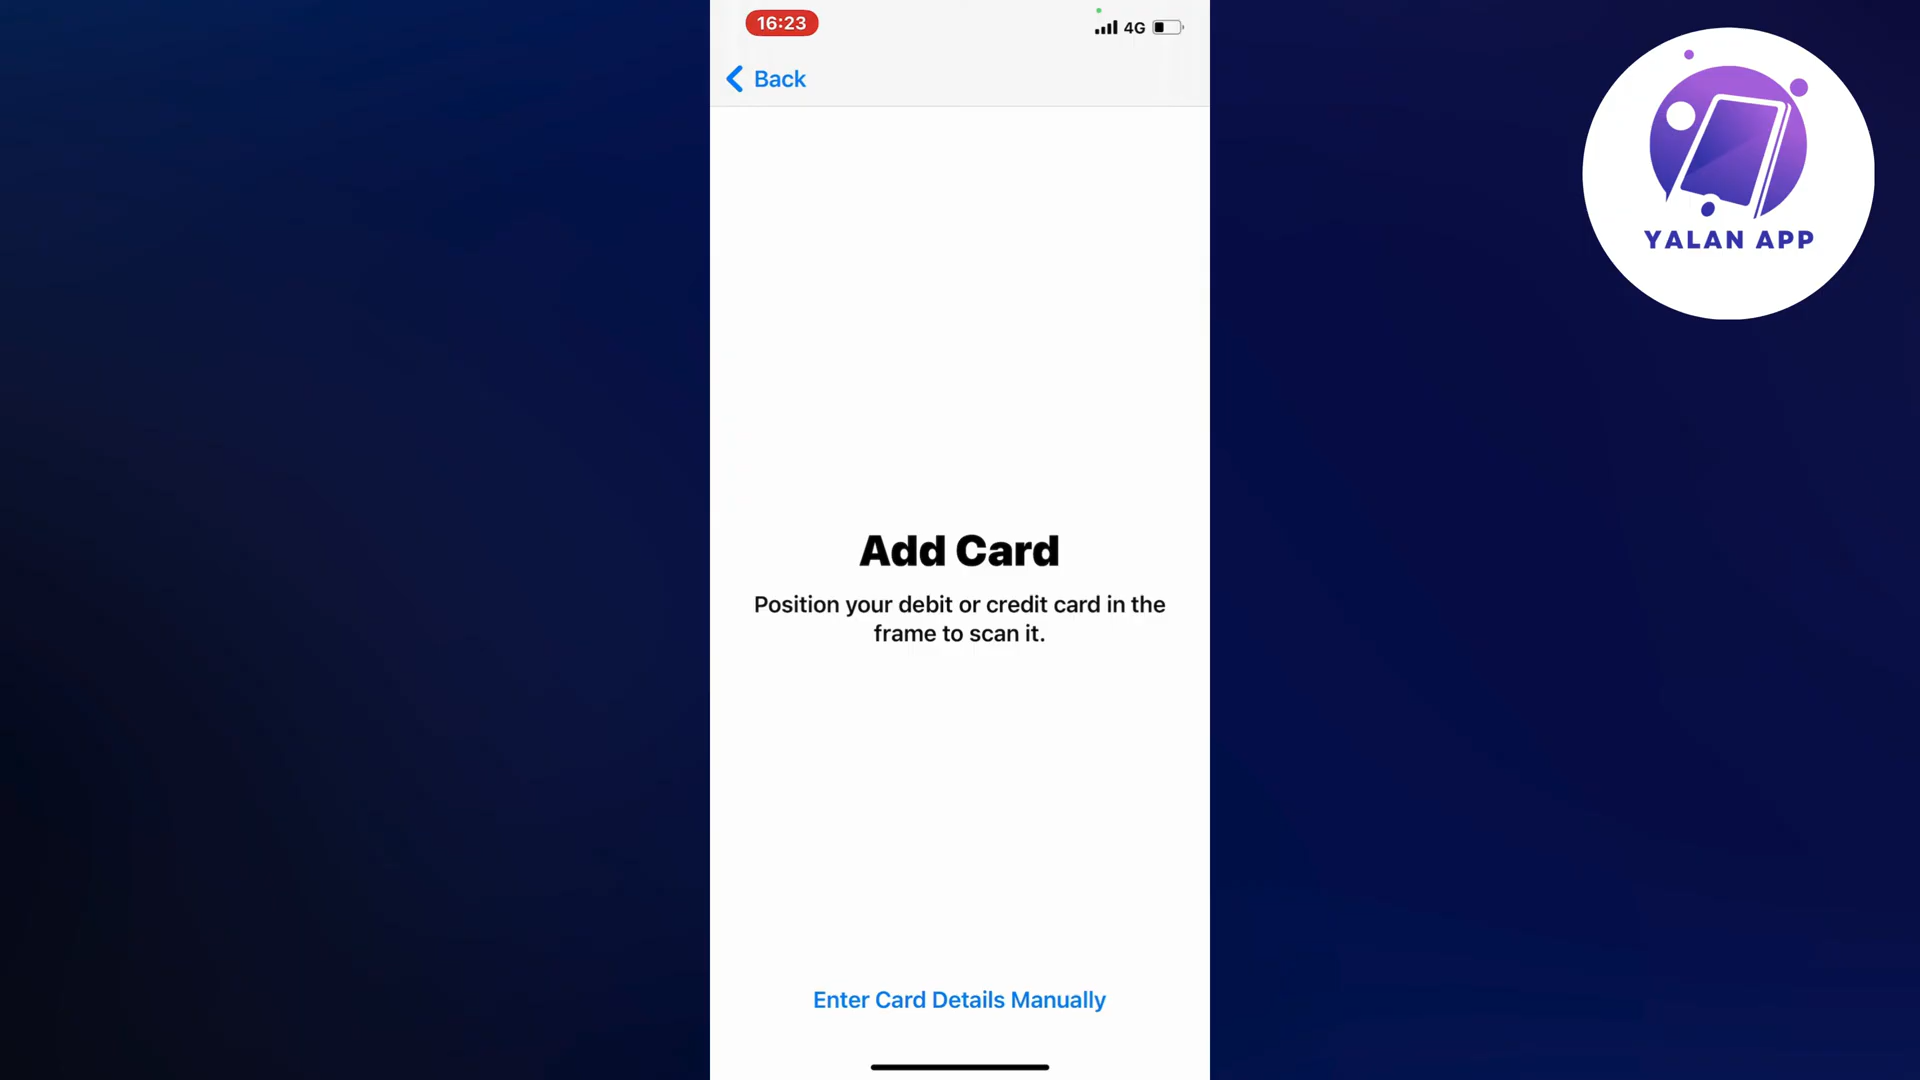 16:23
4G
Back
YALAN APP
Add Card
Position your debit or credit card in the
frame to scan it.
Enter Card Details Manually